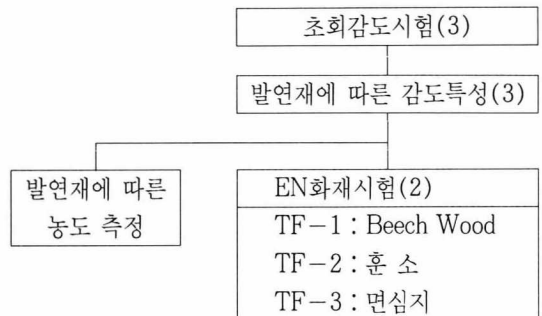 초회감도시험(3)
발연재에 따른 감도특성(3)
발연재에 따른
농도 측정
EN화재시험(2)
TF-1 : Beech Wood
TF-2 : 훈 소
TF-3 : 면심지